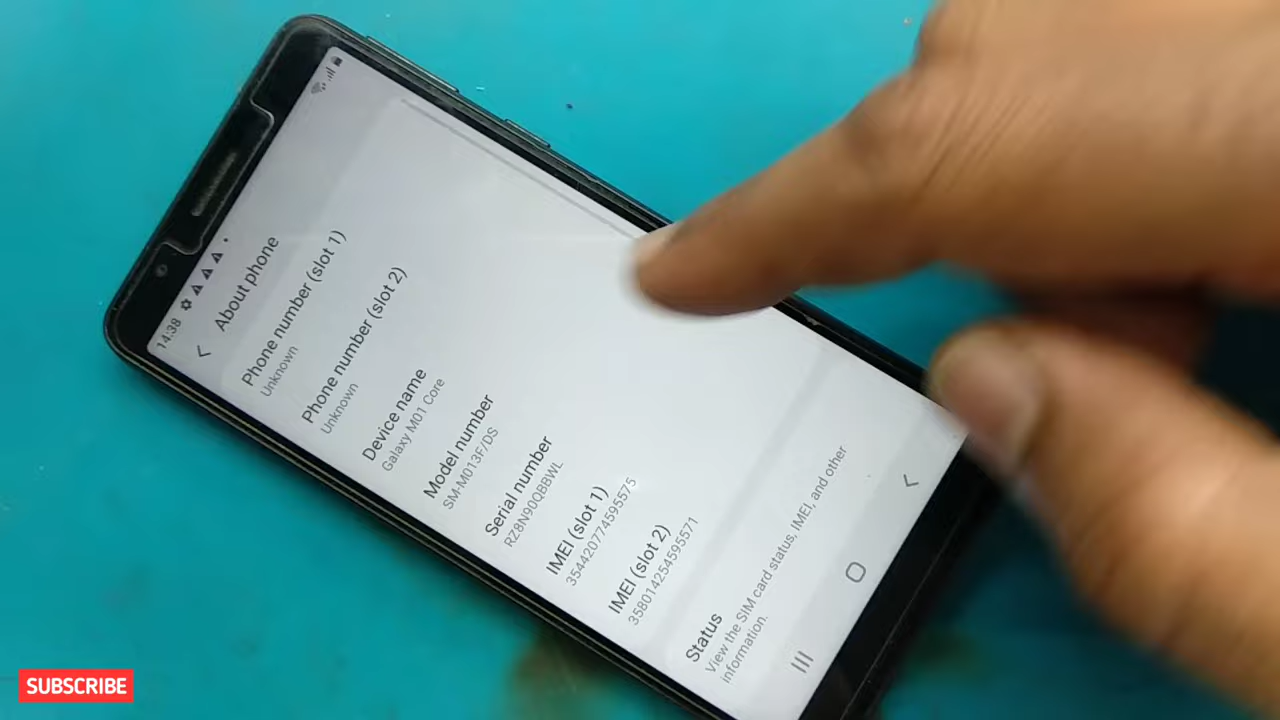 14:38
About phone
Phone number (slot 1)
Unknown
Phone number (slot 2)
Unknown
Device name
Galaxy M01 Core
Model number
SM-M013F/DS
Serial number
RZ8N90QBBWL
IMEI (slot 1)
354420774595575
IMEI (slot 2)
358014254595571
Status
View the SIM card status, IMEI, and other
information.
SUBSCRIBE